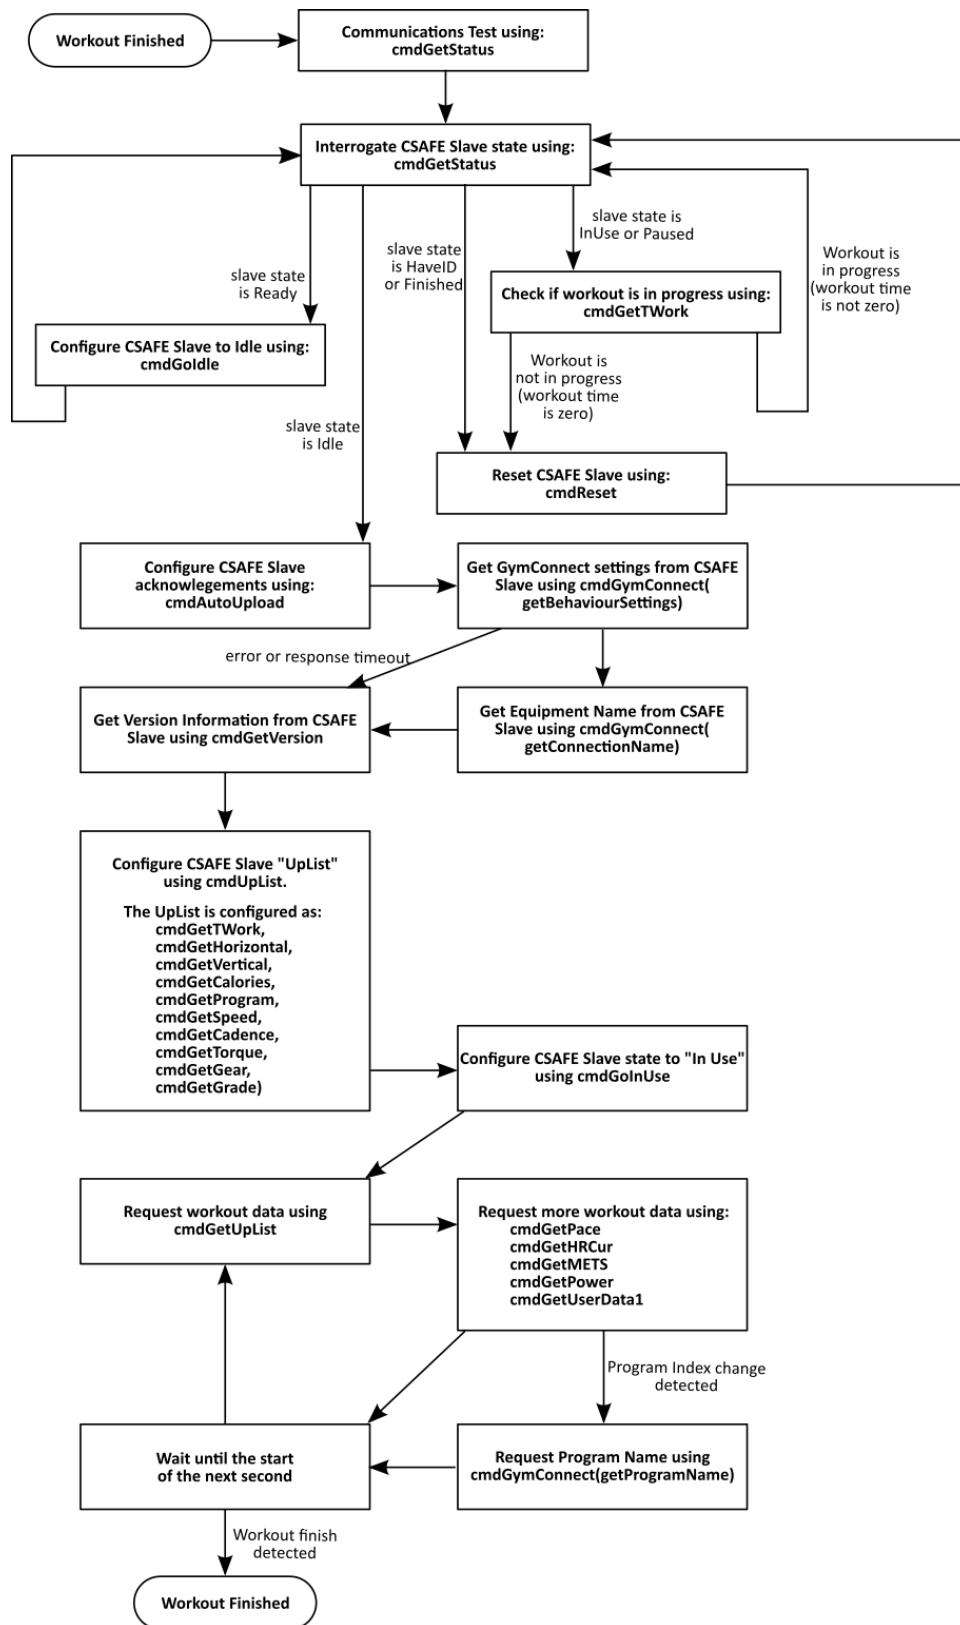 Workout Finished
Communications Test using:
cmdGetStatus
Interrogate CSAFE Slave state using:
cmdGetStatus
slave state is
InUse or Paused
slave state
is HaveID
or Finished
slave state
is Ready
Workout is
in progress
(workout time
is not zero)
Check if workout is in progress using:
cmdGetTWork
Configure CSAFE Slave to Idle using:
cmdGoIdle
Workout is
not in progress
(workout time
is zero)
slave state
is Idle
Reset CSAFE Slave using:
cmdReset
Configure CSAFE Slave
acknowlegements using:
cmdAutoUpload
Get GymConnect settings from CSAFE
Slave using cmdGymConnect(
getBehaviourSettings)
error or response timeout
Get Version Information from CSAFE
Slave using cmdGetVersion
Get Equipment Name from CSAFE
Slave using cmdGymConnect(
getConnectionName)
Configure CSAFE Slave "UpList"
using cmdUpList.
The UpList is configured as:
cmdGetTWork,
cmdGetHorizontal,
cmdGetVertical,
cmdGetCalories,
cmdGetProgram,
cmdGetSpeed,
cmdGetCadence,
cmdGetTorque,
cmdGetGear,
cmdGetGrade)
Configure CSAFE Slave state to "In Use"
using cmdGoInUse
Request workout data using
cmdGetUpList
Request more workout data using:
cmdGetPace
cmdGetHRCur
cmdGetMETS
cmdGetPower
cmdGetUserData1
Program Index change
detected
Wait until the start
of the next second
Request Program Name using
cmdGymConnect(getProgramName)
Workout finish
detected
Workout Finished